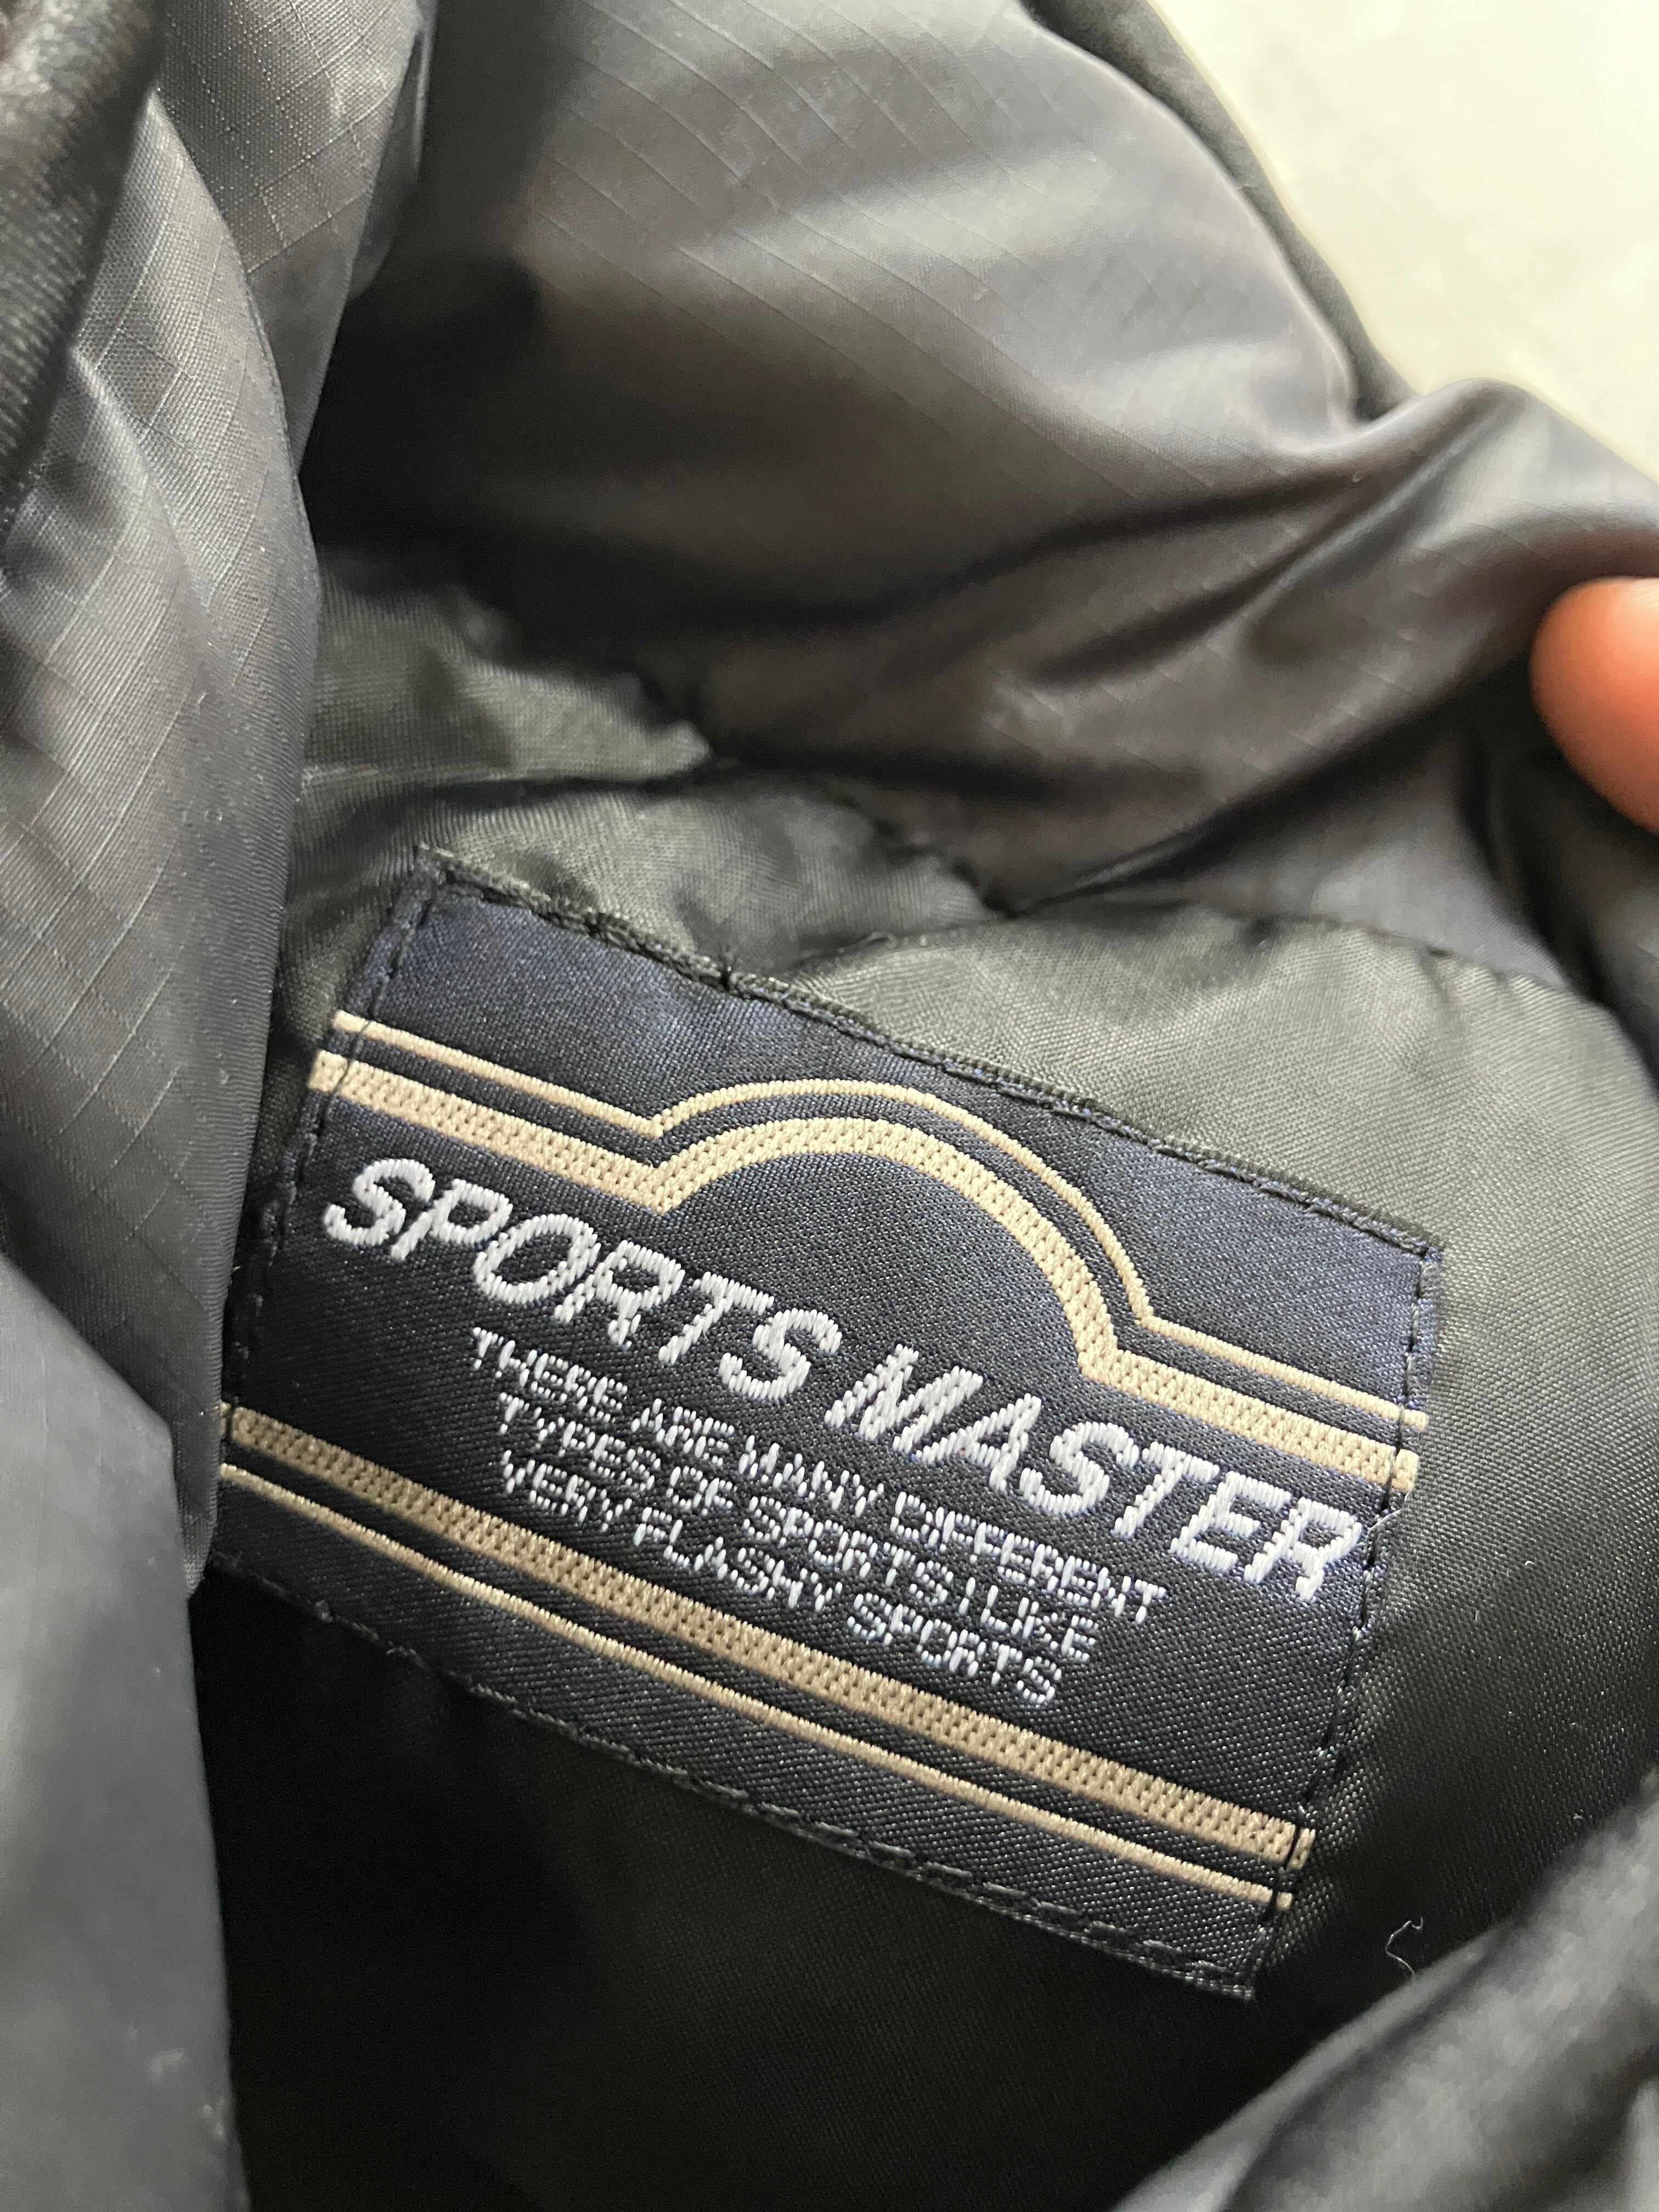 SPORTS MASTER
THERE ARE MANY DIFFERENT
TYPES OF SPORTS I LIKE
VERY FLASHY SPORTS